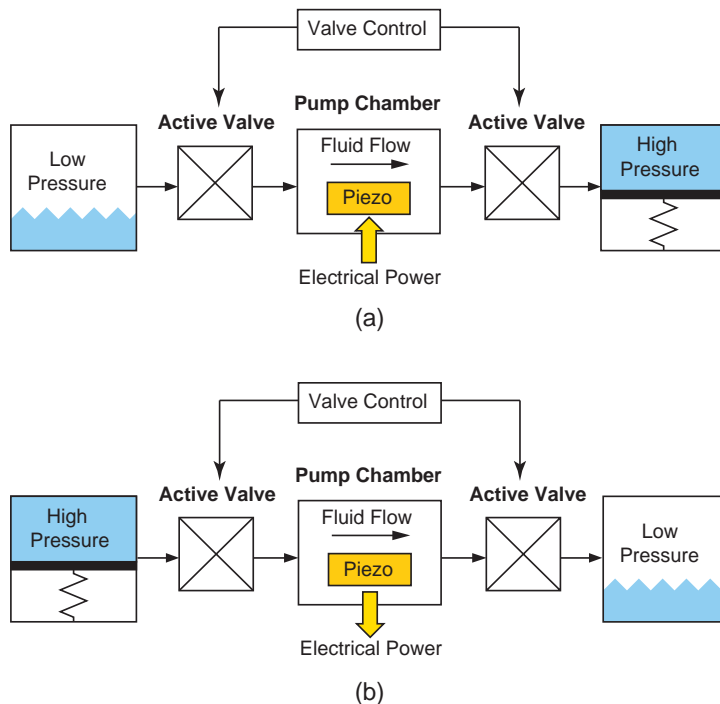 Valve Control
Pump Chamber
Active Valve
Active Valve
Low
Pressure
Fluid Flow
Piezo
High
Pressure
Electrical Power
(a)
Valve Control
Pump Chamber
Active Valve
Active Valve
High
Pressure
Fluid Flow
Piezo
Low
Pressure
Electrical Power
(b)